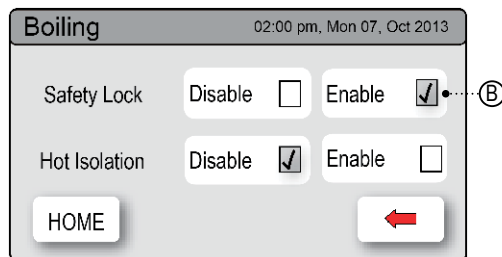 Boiling 02:00 pm, Mon 07, Oct 2013
Safety Lock Disable Enable B
Hot Isolation Disable Enable
HOME